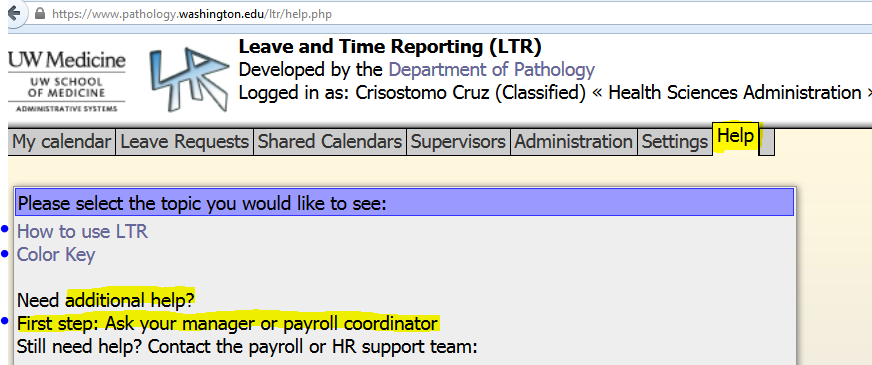 https://www.pathology.washington.edu/ltr/help.php
UW Medicine
UW SCHOOL
OF MEDICINE
ADMINISTRATIVE SYSTEMS
LTR
Leave and Time Reporting (LTR)
Developed by the Department of Pathology
Logged in as: Crisostomo Cruz (Classified) « Health Sciences Administration »
My calendar Leave Requests Shared Calendars Supervisors Administration Settings Help
Please select the topic you would like to see:
How to use LTR
Color Key
Need additional help?
First step: Ask your manager or payroll coordinator
Still need help? Contact the payroll or HR support team: